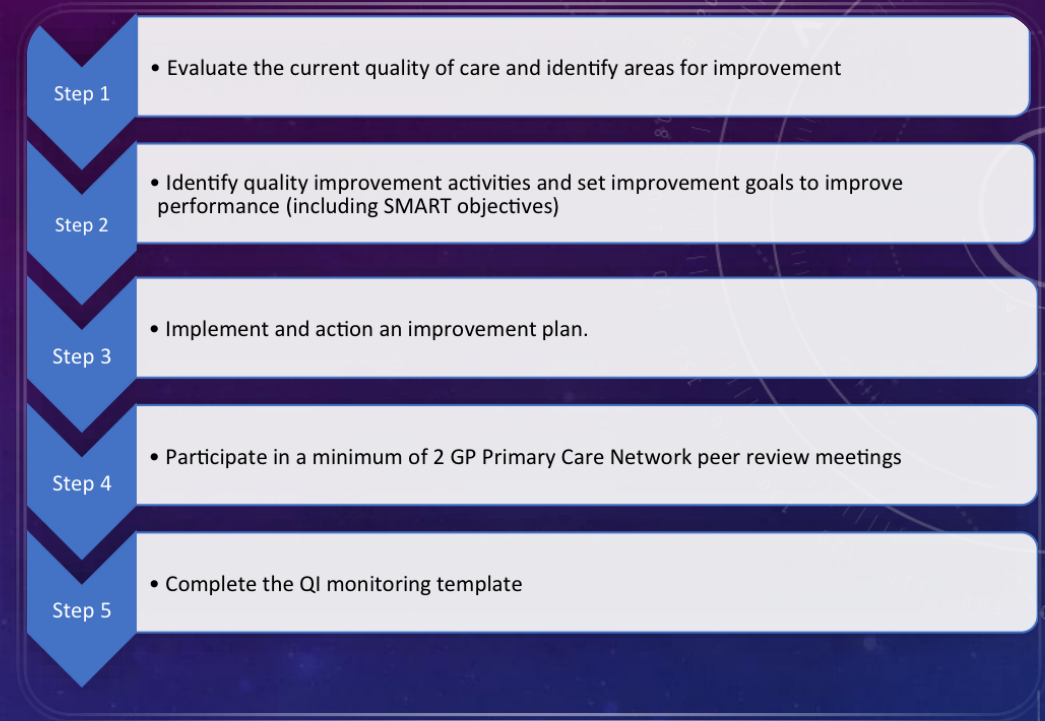 Step 1
• Evaluate the current quality of care and identify areas for improvement
Step 2
• Identify quality improvement activities and set improvement goals to improve
performance (including SMART objectives)
Step 3
• Implement and action an improvement plan.
Step 4
• Participate in a minimum of 2 GP Primary Care Network peer review meetings
Step 5
• Complete the QI monitoring template